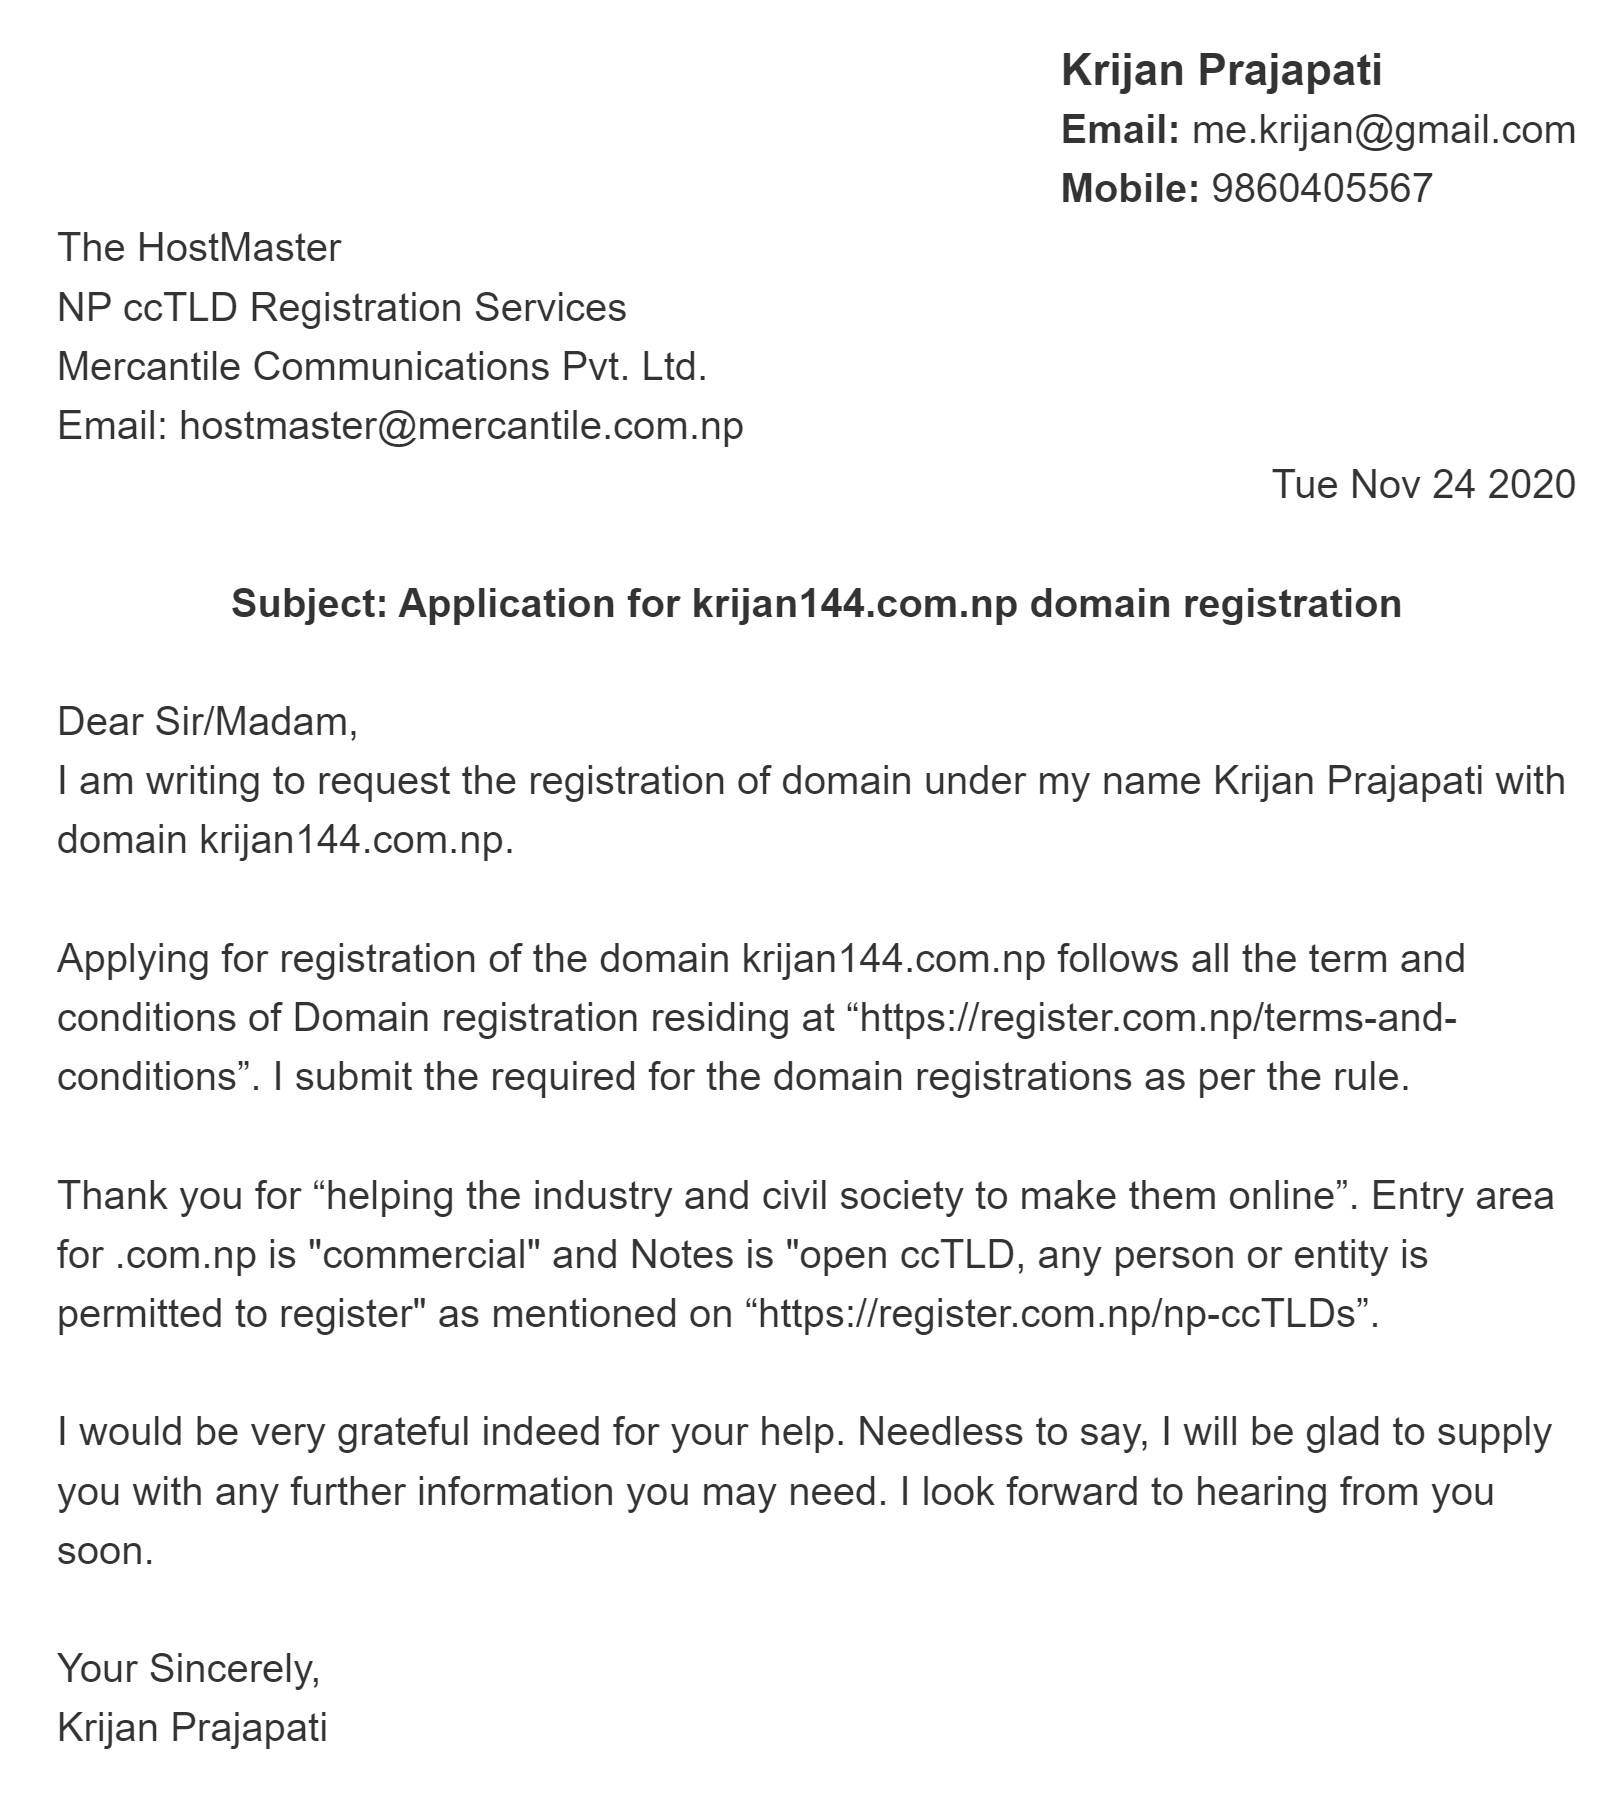 Krijan Prajapati
Email: me.krijan@gmail.com
Mobile: 9860405567
The HostMaster
NP ccTLD Registration Services
Mercantile Communications Pvt. Ltd.
Email: hostmaster@mercantile.com.np
Tue Nov 24 2020
Subject: Application for krijan144.com.np domain registration
Dear Sir/Madam,
I am writing to request the registration of domain under my name Krijan Prajapati with
domain krijan144.com.np.
Applying for registration of the domain krijan144.com.np follows all the term and
conditions of Domain registration residing at “https://register.com.np/terms-and-
conditions”. I submit the required for the domain registrations as per the rule.
Thank you for “helping the industry and civil society to make them online”. Entry area
for .com.np is "commercial" and Notes is "open ccTLD, any person or entity is
permitted to register" as mentioned on “https://register.com.np/np-ccTLDs”.
I would be very grateful indeed for your help. Needless to say, I will be glad to supply
you with any further information you may need. I look forward to hearing from you
soon.
Your Sincerely,
Krijan Prajapati